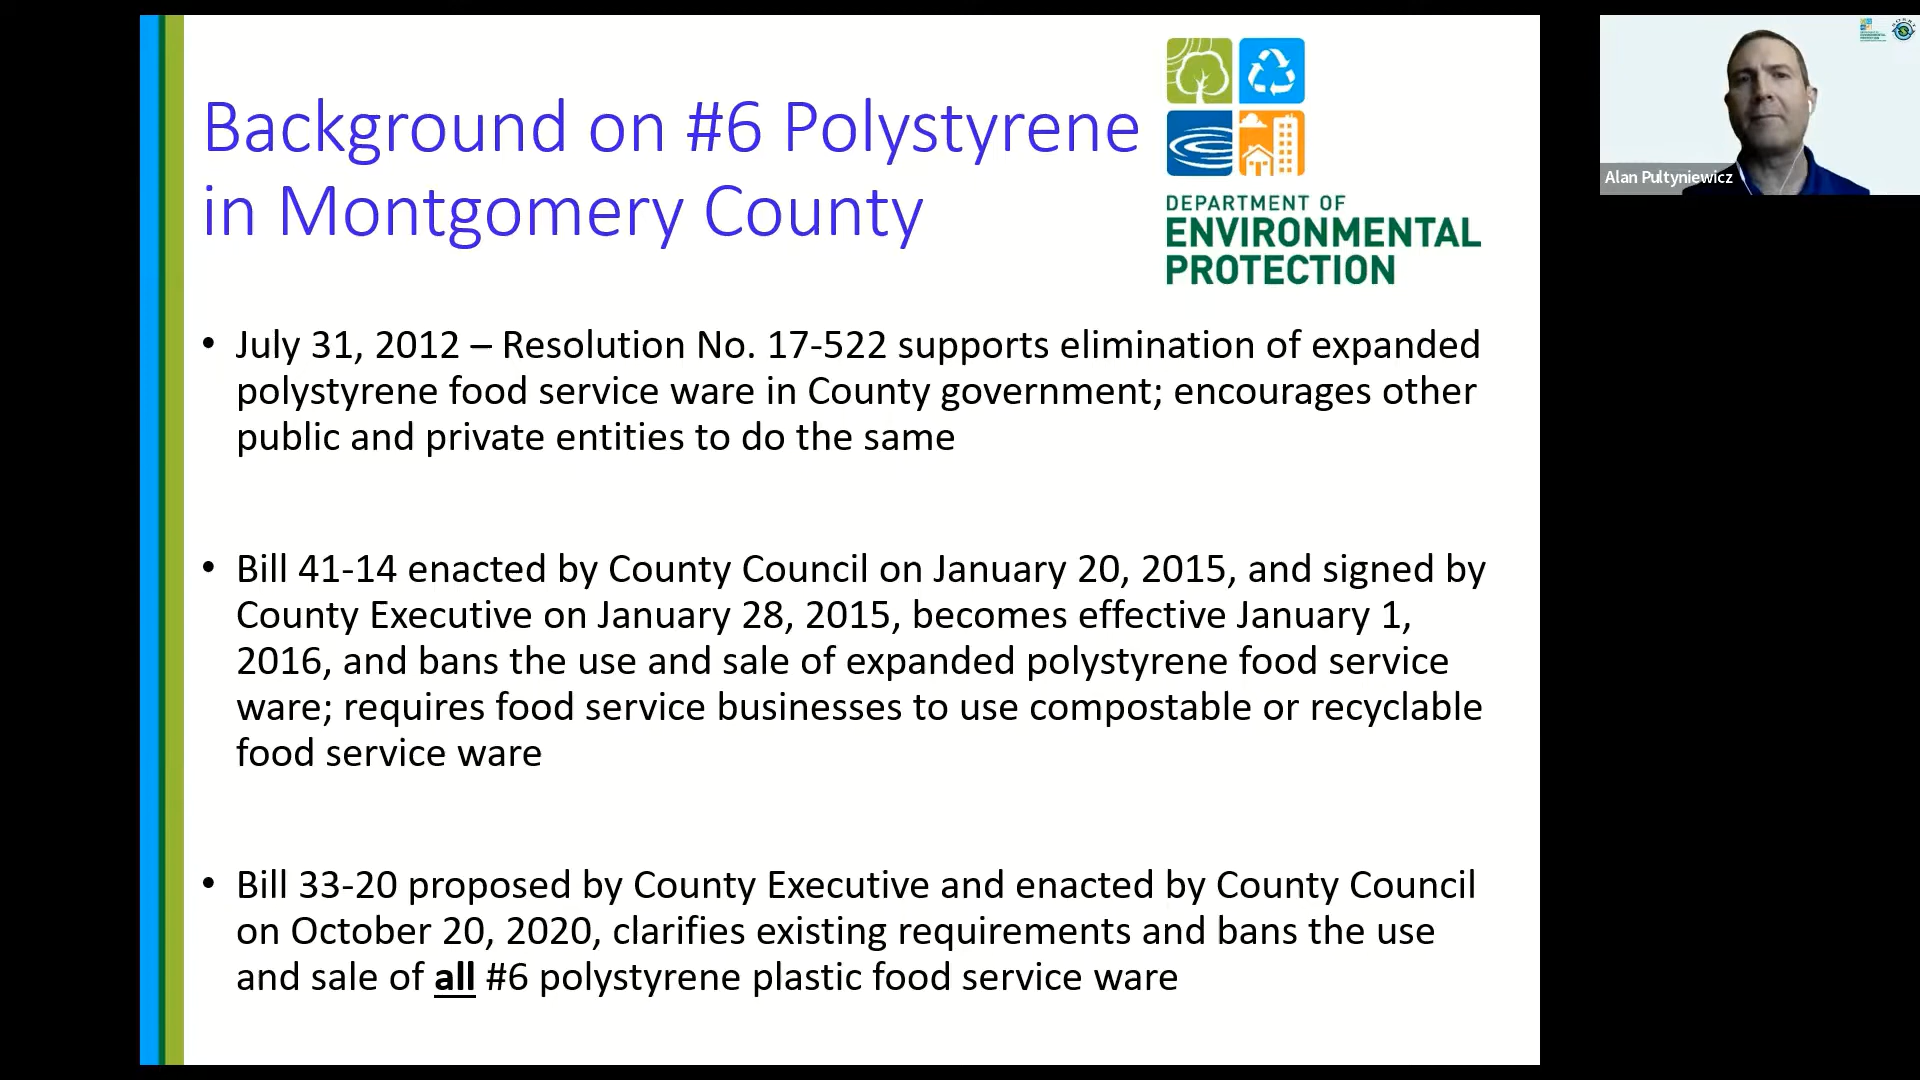 Background on #6 Polystyrene
in Montgomery County
DEPARTMENT OF
ENVIRONMENTAL
PROTECTION
• July 31, 2012 – Resolution No. 17-522 supports elimination of expanded
polystyrene food service ware in County government; encourages other
public and private entities to do the same
• Bill 41-14 enacted by County Council on January 20, 2015, and signed by
County Executive on January 28, 2015, becomes effective January 1,
2016, and bans the use and sale of expanded polystyrene food service
ware; requires food service businesses to use compostable or recyclable
food service ware
• Bill 33-20 proposed by County Executive and enacted by County Council
on October 20, 2020, clarifies existing requirements and bans the use
and sale of all #6 polystyrene plastic food service ware
Alan Pultyniewicz